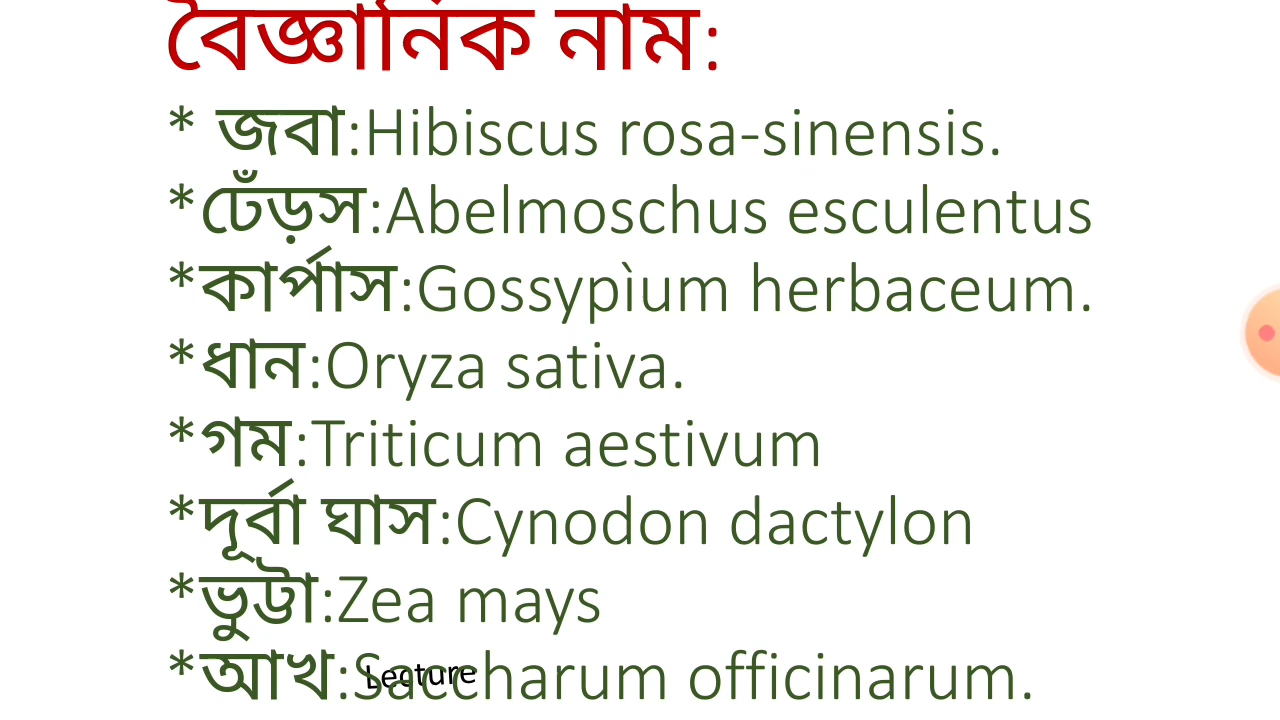 বৈজ্ঞানিক নাম:
* জবা:Hibiscus rosa-sinensis.
*ঢেঁড়স:Abelmoschus esculentus
*কার্পাস:Gossypìum herbaceum.
*ধান:Oryza sativa.
*গম:Triticum aestivum
*দূর্বা ঘাস:Cynodon dactylon
*ভুট্টা:Zea mays
*আখ:Saccharum officinarum.
Lecture